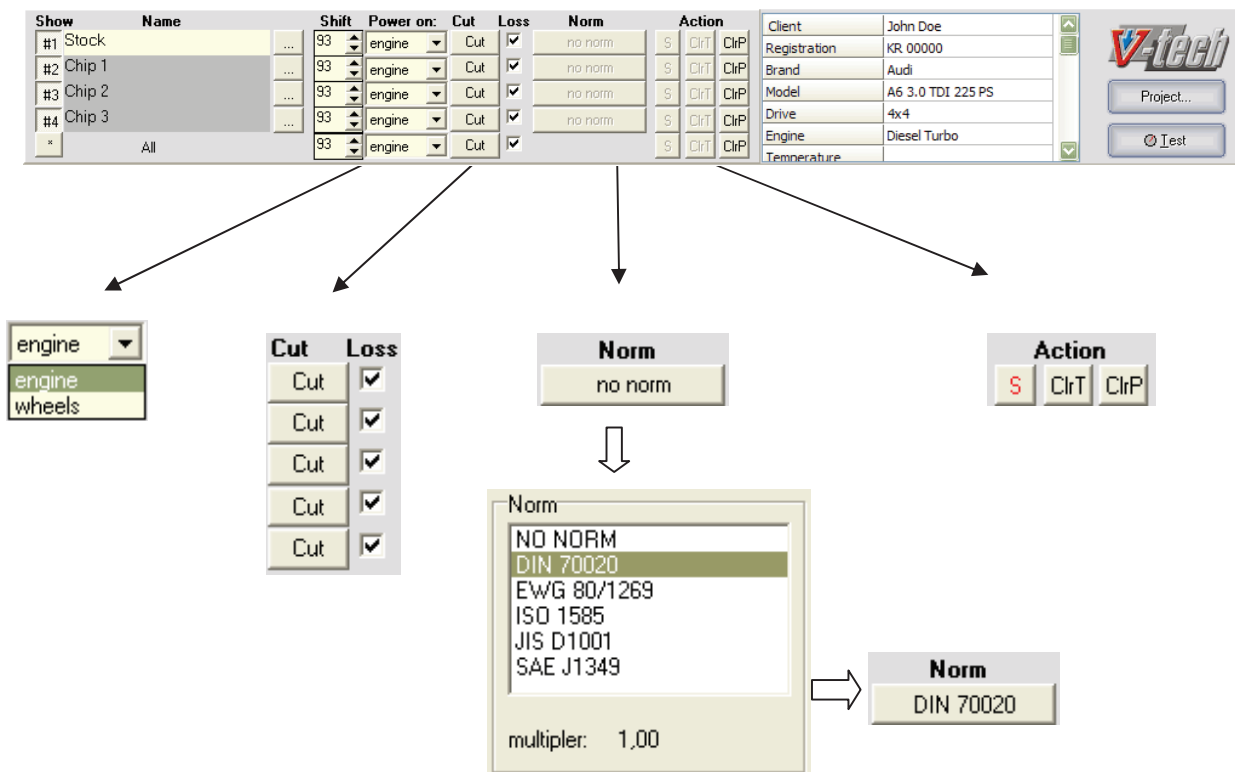 Show Name Shift Power on: Cut Loss Norm Action
#1 Stock ... 93 engine Cut no norm S ClrT ClrP
#2 Chip 1 ... 93 engine Cut no norm S ClrT ClrP
#3 Chip 2 ... 93 engine Cut no norm S ClrT ClrP
#4 Chip 3 ... 93 engine Cut no norm S ClrT ClrP
* All 93 engine Cut S ClrT ClrP
Client John Doe
Registration KR 00000
Brand Audi
Model A6 3.0 TDI 225 PS
Drive 4x4
Engine Diesel Turbo
Temperature
V-tech
Project...
Test
engine
engine
wheels
Cut Loss
Cut
Cut
Cut
Cut
Cut
Norm
no norm
Action
S ClrT ClrP
Norm
NO NORM
DIN 70020
EWG 80/1269
ISO 1585
JIS D1001
SAE J1349
multipler: 1,00
Norm
DIN 70020